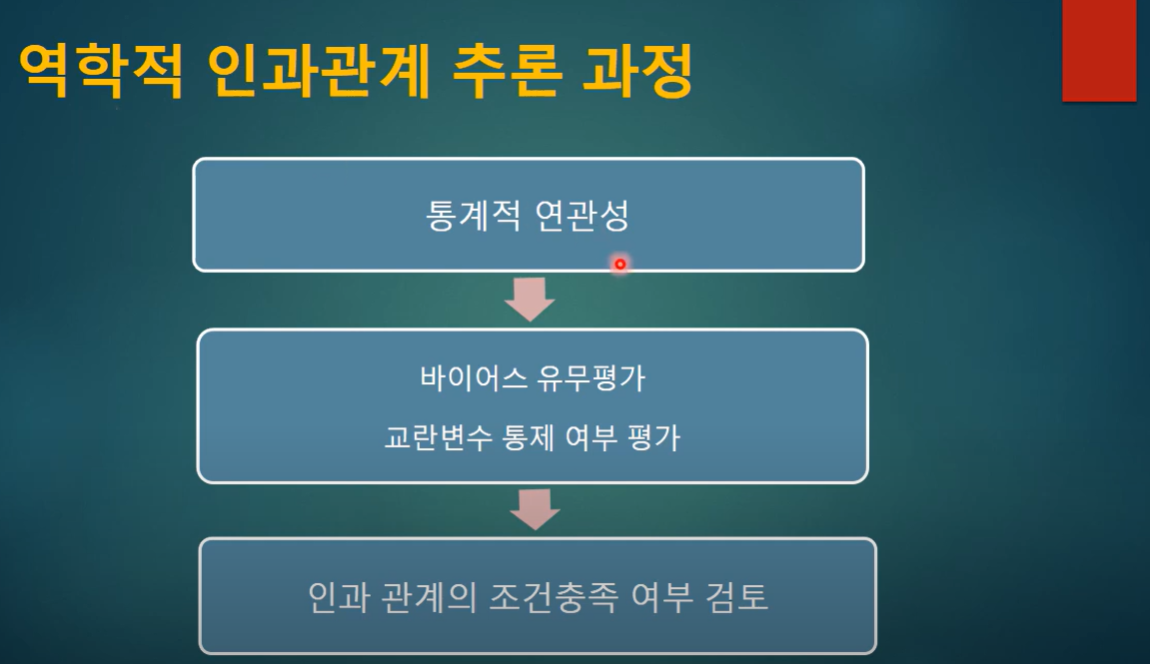 역학적 인과관계 추론 과정
통계적 연관성
바이어스 유무평가
교란변수 통제 여부 평가
인과 관계의 조건충족 여부 검토